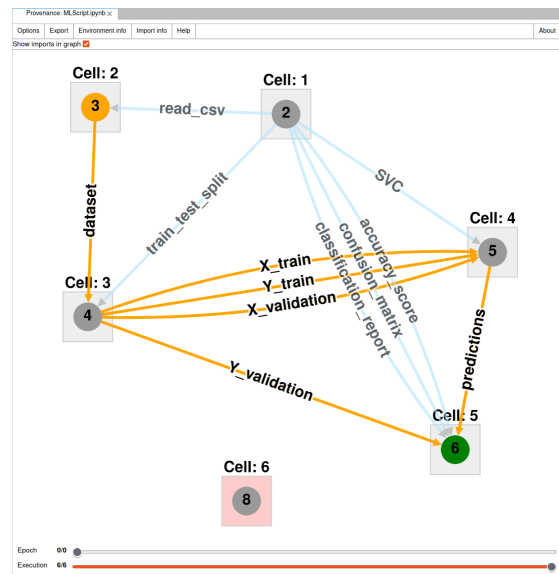 Provenance: MLScript.ipynb ×
Options Export Environment info Import info Help About
Show imports in graph
Cell: 2
3
Cell: 1
2
read_csv
dataset
train_test_split
SVC
Cell: 4
5
accuracy_score
confusion_matrix
classification_report
X_train
Y_train
X_validation
Cell: 3
4
predictions
Y_validation
Cell: 5
6
Cell: 6
8
Epoch 0/0
Execution 6/6